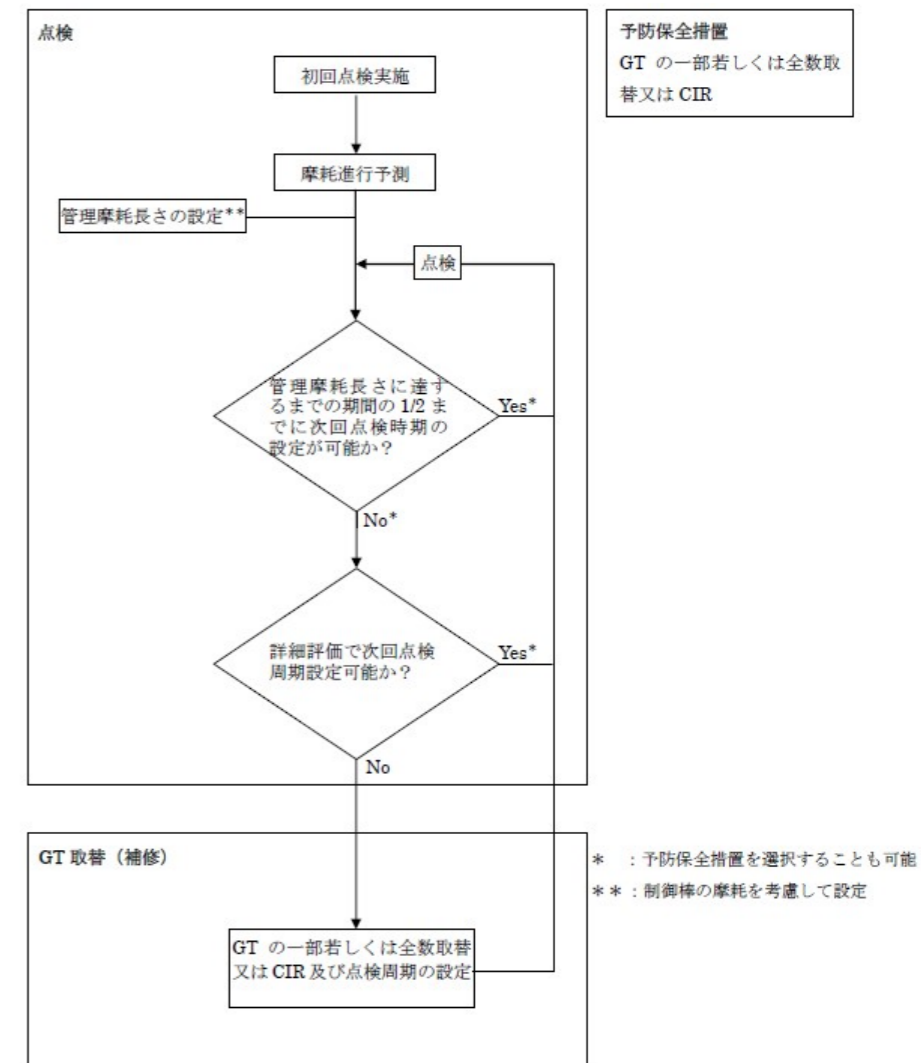 点検
初回点検実施
摩耗進行予測
管理摩耗長さの設定**
点検
管理摩耗長さに達す
るまでの期間の 1/2 ま
でに次回点検時期の
設定が可能か？
Yes*
No*
詳細評価で次回点検
周期設定可能か？
Yes*
No
GT 取替（補修）
GT の一部若しくは全数取替
又は CIR 及び点検周期の設定
予防保全措置
GT の一部若しくは全数取
替又は CIR
* ：予防保全措置を選択することも可能
**：制御棒の摩耗を考慮して設定